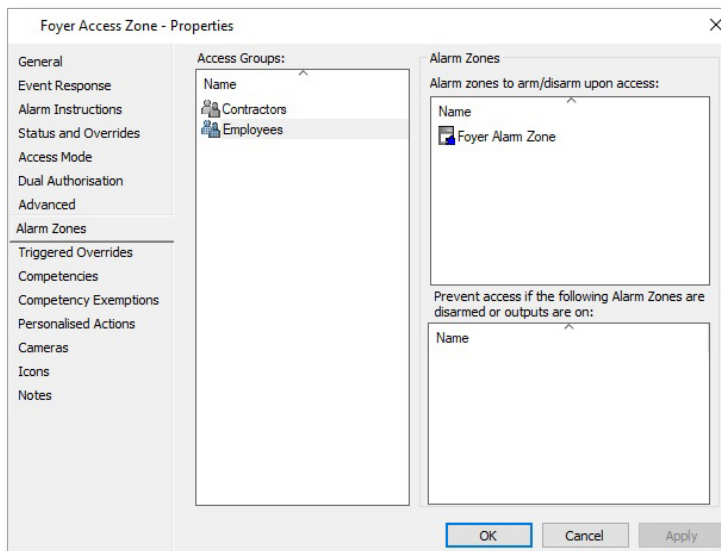 Foyer Access Zone - Properties
General
Event Response
Alarm Instructions
Status and Overrides
Access Mode
Dual Authorisation
Advanced
Alarm Zones
Triggered Overrides
Competencies
Competency Exemptions
Personalised Actions
Cameras
Icons
Notes
Access Groups:
Name
Contractors
Employees
Alarm Zones
Alarm zones to arm/disarm upon access:
Name
Foyer Alarm Zone
Prevent access if the following Alarm Zones are
disarmed or outputs are on:
Name
OK
Cancel
Apply